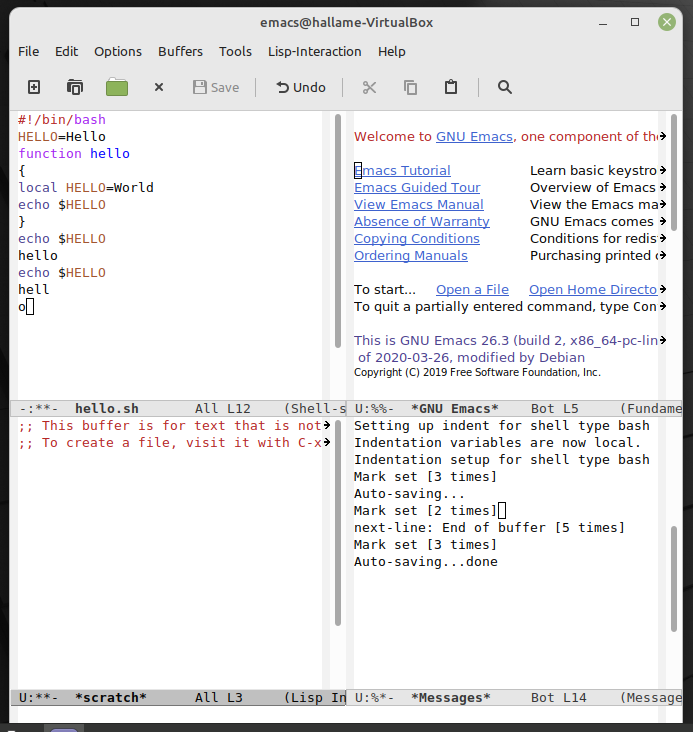 emacs@hallame-VirtualBox
File Edit Options Buffers Tools Lisp-Interaction Help
Save Undo
#!/bin/bash
HELLO=Hello
function hello
{
local HELLO=World
echo $HELLO
}
echo $HELLO
hello
echo $HELLO
hell
o
-:**- hello.sh All L12 (Shell-s
Welcome to GNU Emacs, one component of the
Emacs Tutorial Learn basic keystro
Emacs Guided Tour Overview of Emacs
View Emacs Manual View the Emacs ma
Absence of Warranty GNU Emacs comes
Copying Conditions Conditions for redis
Ordering Manuals Purchasing printed c
To start... Open a File Open Home Directo
To quit a partially entered command, type Con
This is GNU Emacs 26.3 (build 2, x86_64-pc-lin
of 2020-03-26, modified by Debian
Copyright (C) 2019 Free Software Foundation, Inc.
U:%%- *GNU Emacs* Bot L5 (Fundame
;; This buffer is for text that is not
;; To create a file, visit it with C-x
U:**- *scratch* All L3 (Lisp In
Setting up indent for shell type bash
Indentation variables are now local.
Indentation setup for shell type bash
Mark set [3 times]
Auto-saving...
Mark set [2 times]
next-line: End of buffer [5 times]
Mark set [3 times]
Auto-saving...done
U:%*- *Messages* Bot L14 (Message